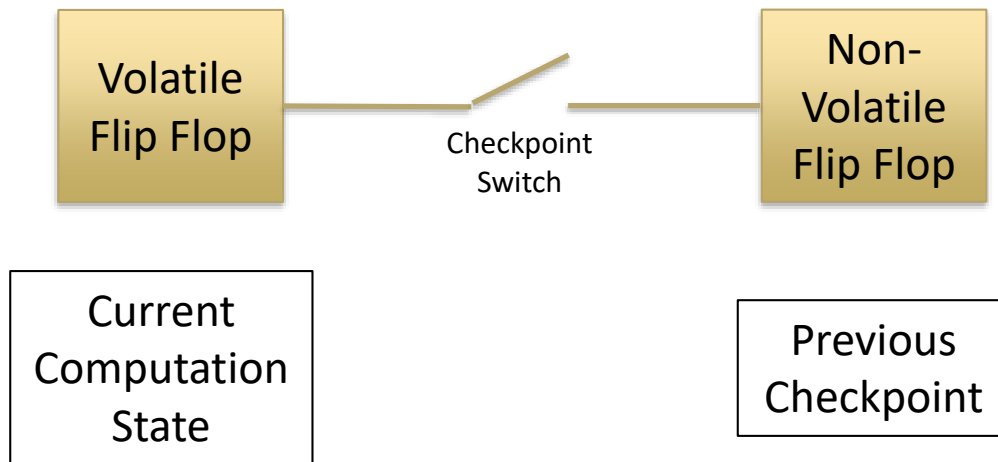 Volatile
Flip Flop
Checkpoint
Switch
Non-
Volatile
Flip Flop
Current
Computation
State
Previous
Checkpoint